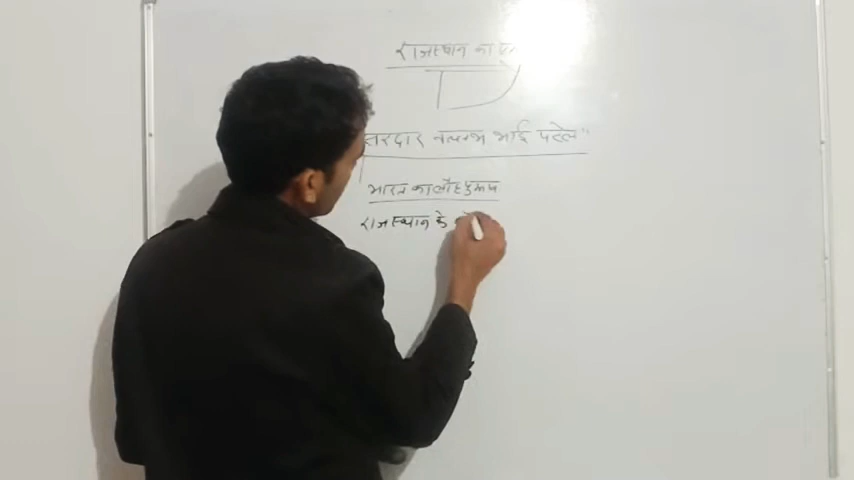 राजस्थान का
सरदार वल्लभ भाई पटेल"
भारत का लौहपुरूष
राजस्थान के